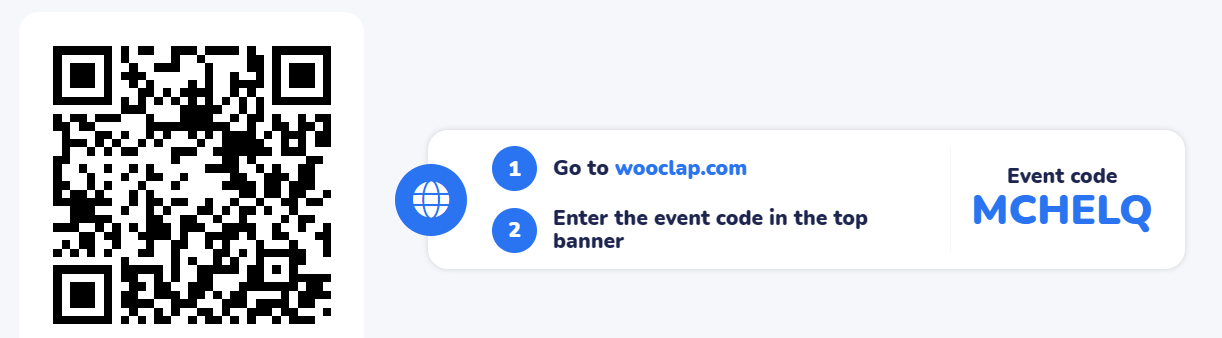 1 Go to wooclap.com
2 Enter the event code in the top
banner
Event code
MCHELQ